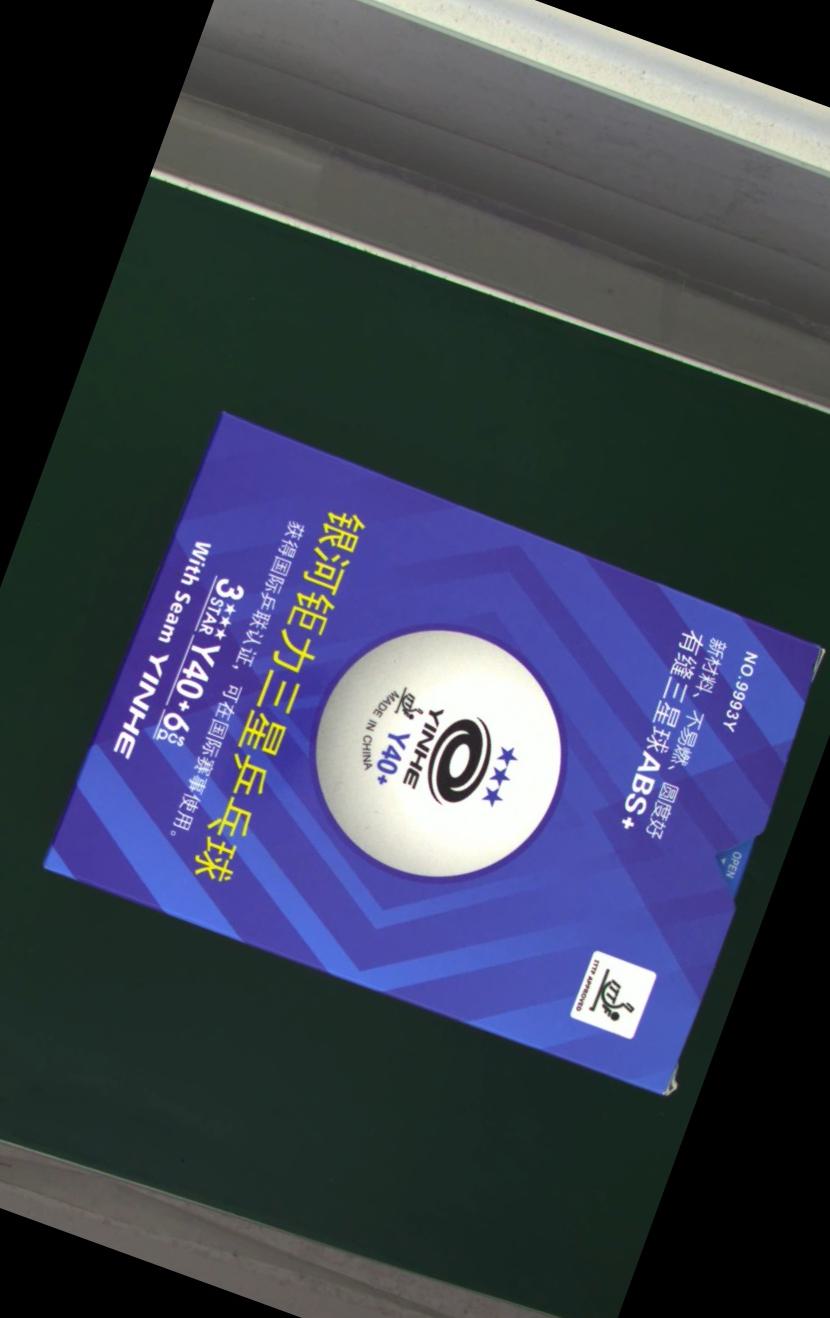 NO.9993Y
新材料、不易燃、圆度好
有缝三星球ABS+
OPEN
ITTF APPROVED
★★★
YINHE
Y40+
MADE IN CHINA
银河钜力三星乒乓球
获得国际乒联认证，可在国际赛事使用。
3★★★STAR Y40+ 6PCS
With Seam YINHE